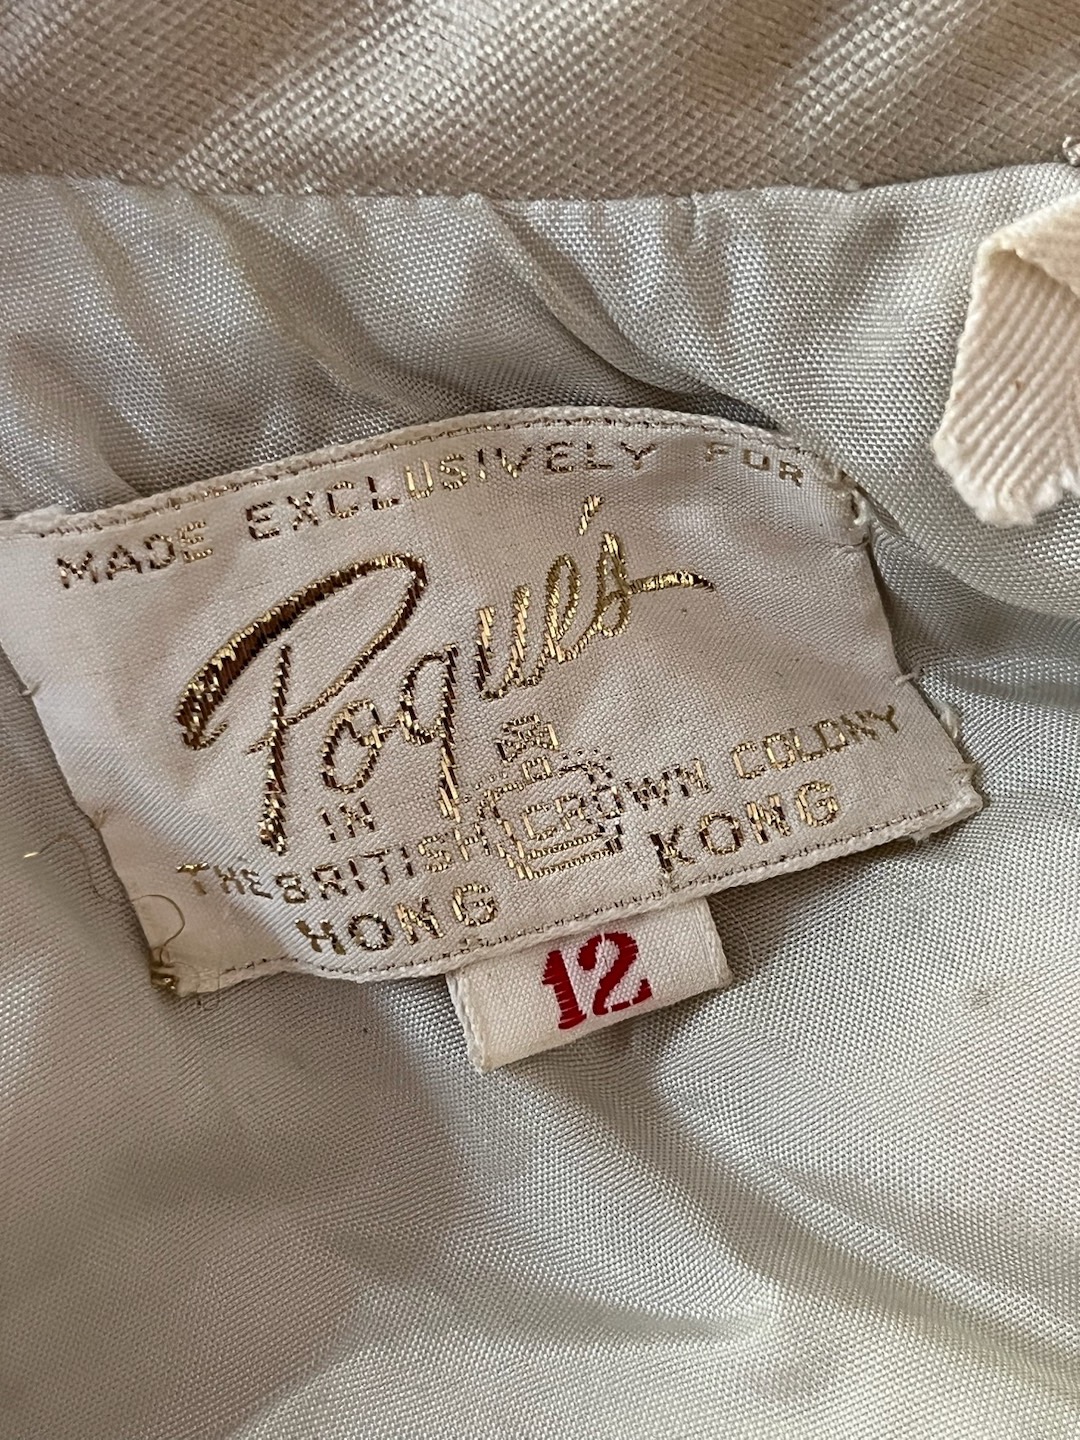 MADE EXCLUSIVELY FOR
Pogue's
IN
THE BRITISH CROWN COLONY
HONG KONG
12